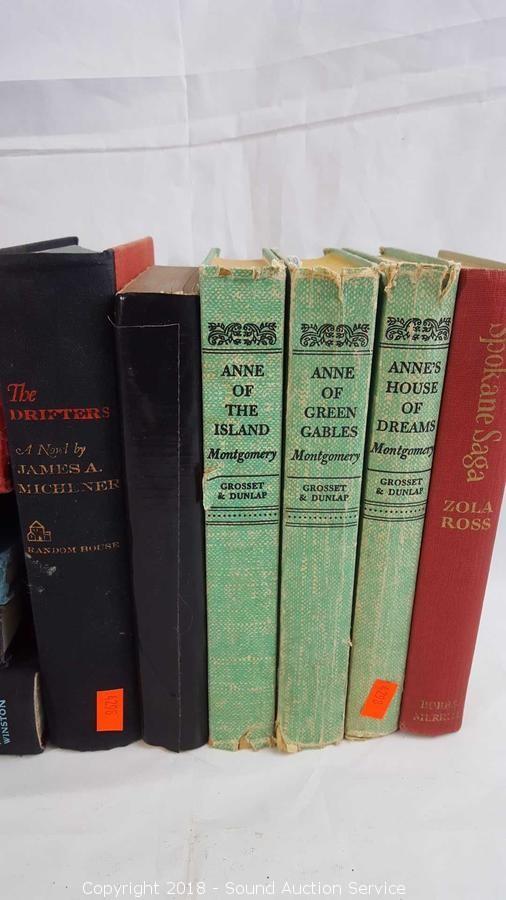 The
DRIFTERS
A Novel by
JAMES A.
MICHENER
RANDOM HOUSE
WINSTON
ANNE
OF
THE
ISLAND
Montgomery
GROSSET
& DUNLAP
ANNE
OF
GREEN
GABLES
Montgomery
GROSSET
& DUNLAP
ANNE'S
HOUSE
OF
DREAMS
Montgomery
GROSSET
& DUNLAP
Spokane Saga
ZOLA
ROSS
BOBBS
MERRILL
Copyright 2018 - Sound Auction Service